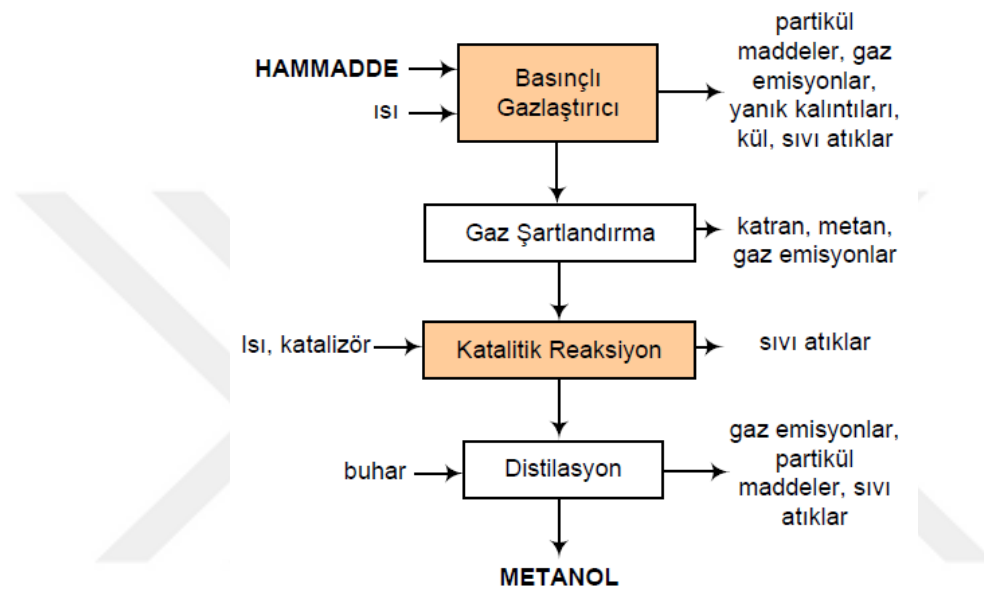 HAMMADDE
ısı
Basınçlı
Gazlaştırıcı
partikül
maddeler, gaz
emisyonlar,
yanık kalıntıları,
kül, sıvı atıklar
Gaz Şartlandırma
katran, metan,
gaz emisyonlar
Isı, katalizör
Katalitik Reaksiyon
sıvı atıklar
buhar
Distilasyon
gaz emisyonlar,
partikül
maddeler, sıvı
atıklar
METANOL